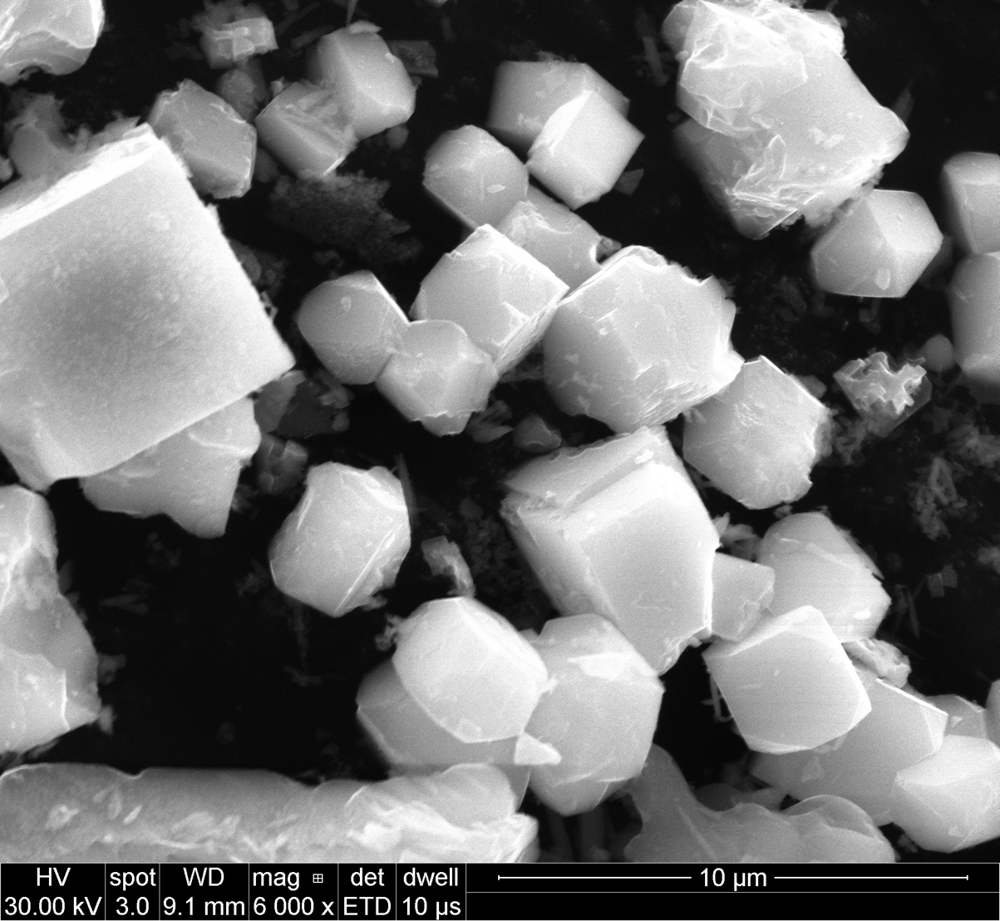 HV spot WD mag ⊞ det dwell
30.00 kV 3.0 9.1 mm 6 000 x ETD 10 µs
10 µm